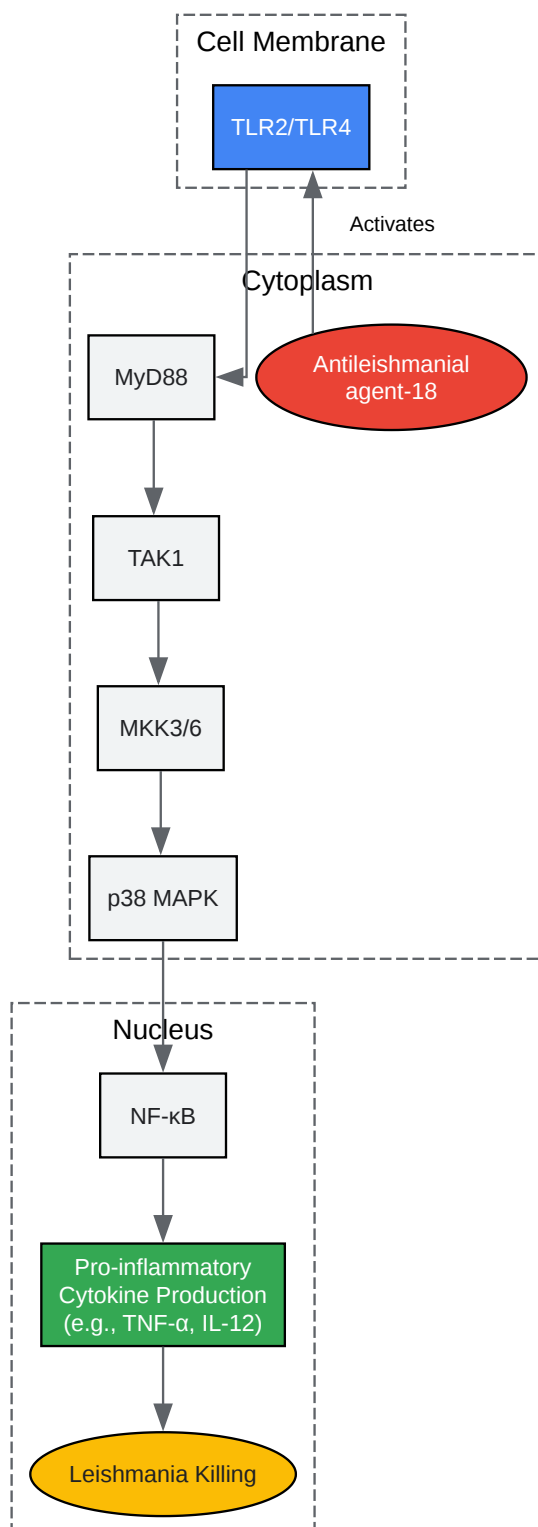 Cell Membrane
TLR2/TLR4
Activates
Cytoplasm
MyD88
Antileishmanial
agent-18
TAK1
MKK3/6
p38 MAPK
Nucleus
NF-κB
Pro-inflammatory
Cytokine Production
(e.g., TNF-α, IL-12)
Leishmania Killing